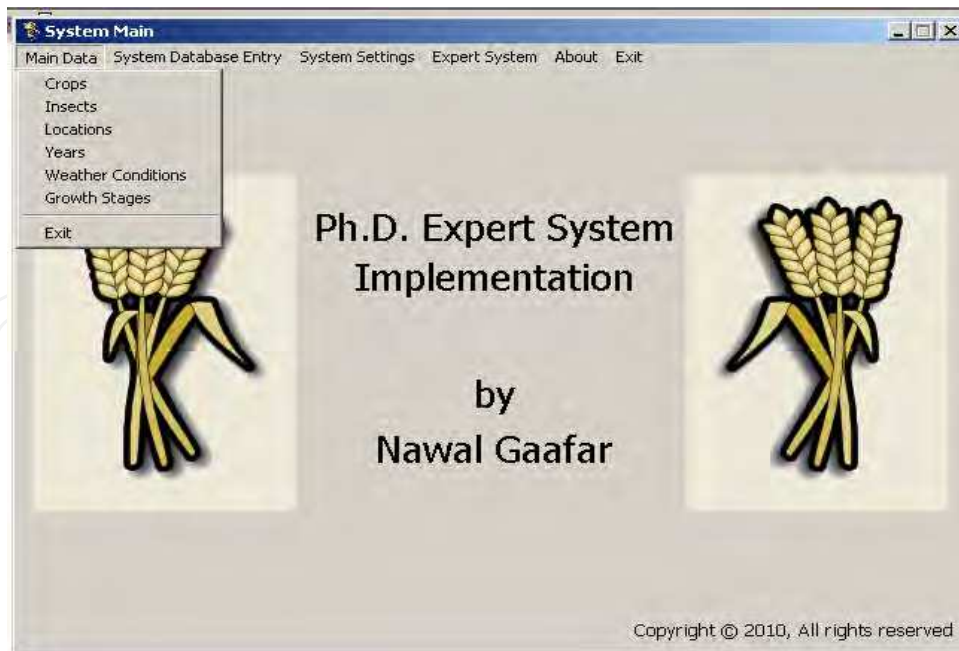 System Main
Main Data System Database Entry System Settings Expert System About Exit
Crops
Insects
Locations
Years
Weather Conditions
Growth Stages
Exit
Ph.D. Expert System
Implementation
by
Nawal Gaafar
Copyright © 2010, All rights reserved